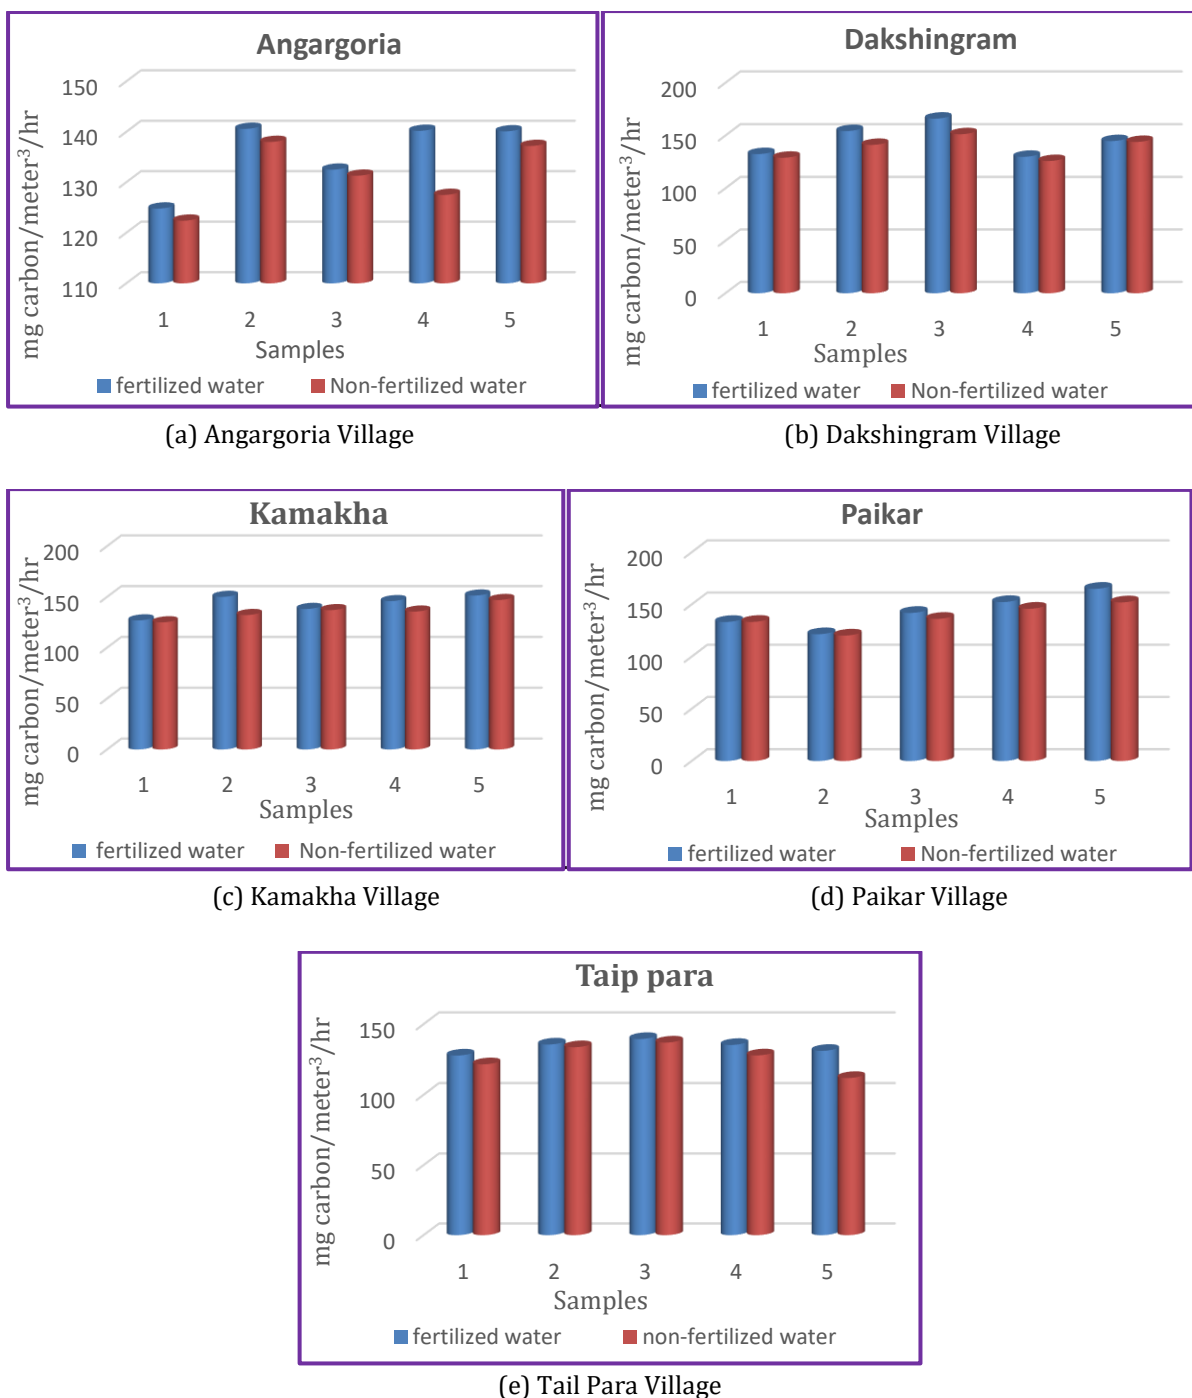 Angargoria
mg carbon/meter³/hr
150
140
130
120
110
1 2 3 4 5
Samples
fertilized water Non-fertilized water
(a) Angargoria Village
Dakshingram
mg carbon/meter³/hr
200
150
100
50
0
1 2 3 4 5
Samples
fertilized water Non-fertilized water
(b) Dakshingram Village
Kamakha
mg carbon/meter³/hr
200
150
100
50
0
1 2 3 4 5
Samples
fertilized water Non-fertilized water
(c) Kamakha Village
Paikar
mg carbon/meter³/hr
200
150
100
50
0
1 2 3 4 5
Samples
fertilized water Non-fertilized water
(d) Paikar Village
Taip para
mg carbon/meter³/hr
150
100
50
0
1 2 3 4 5
Samples
fertilized water non-fertilized water
(e) Tail Para Village